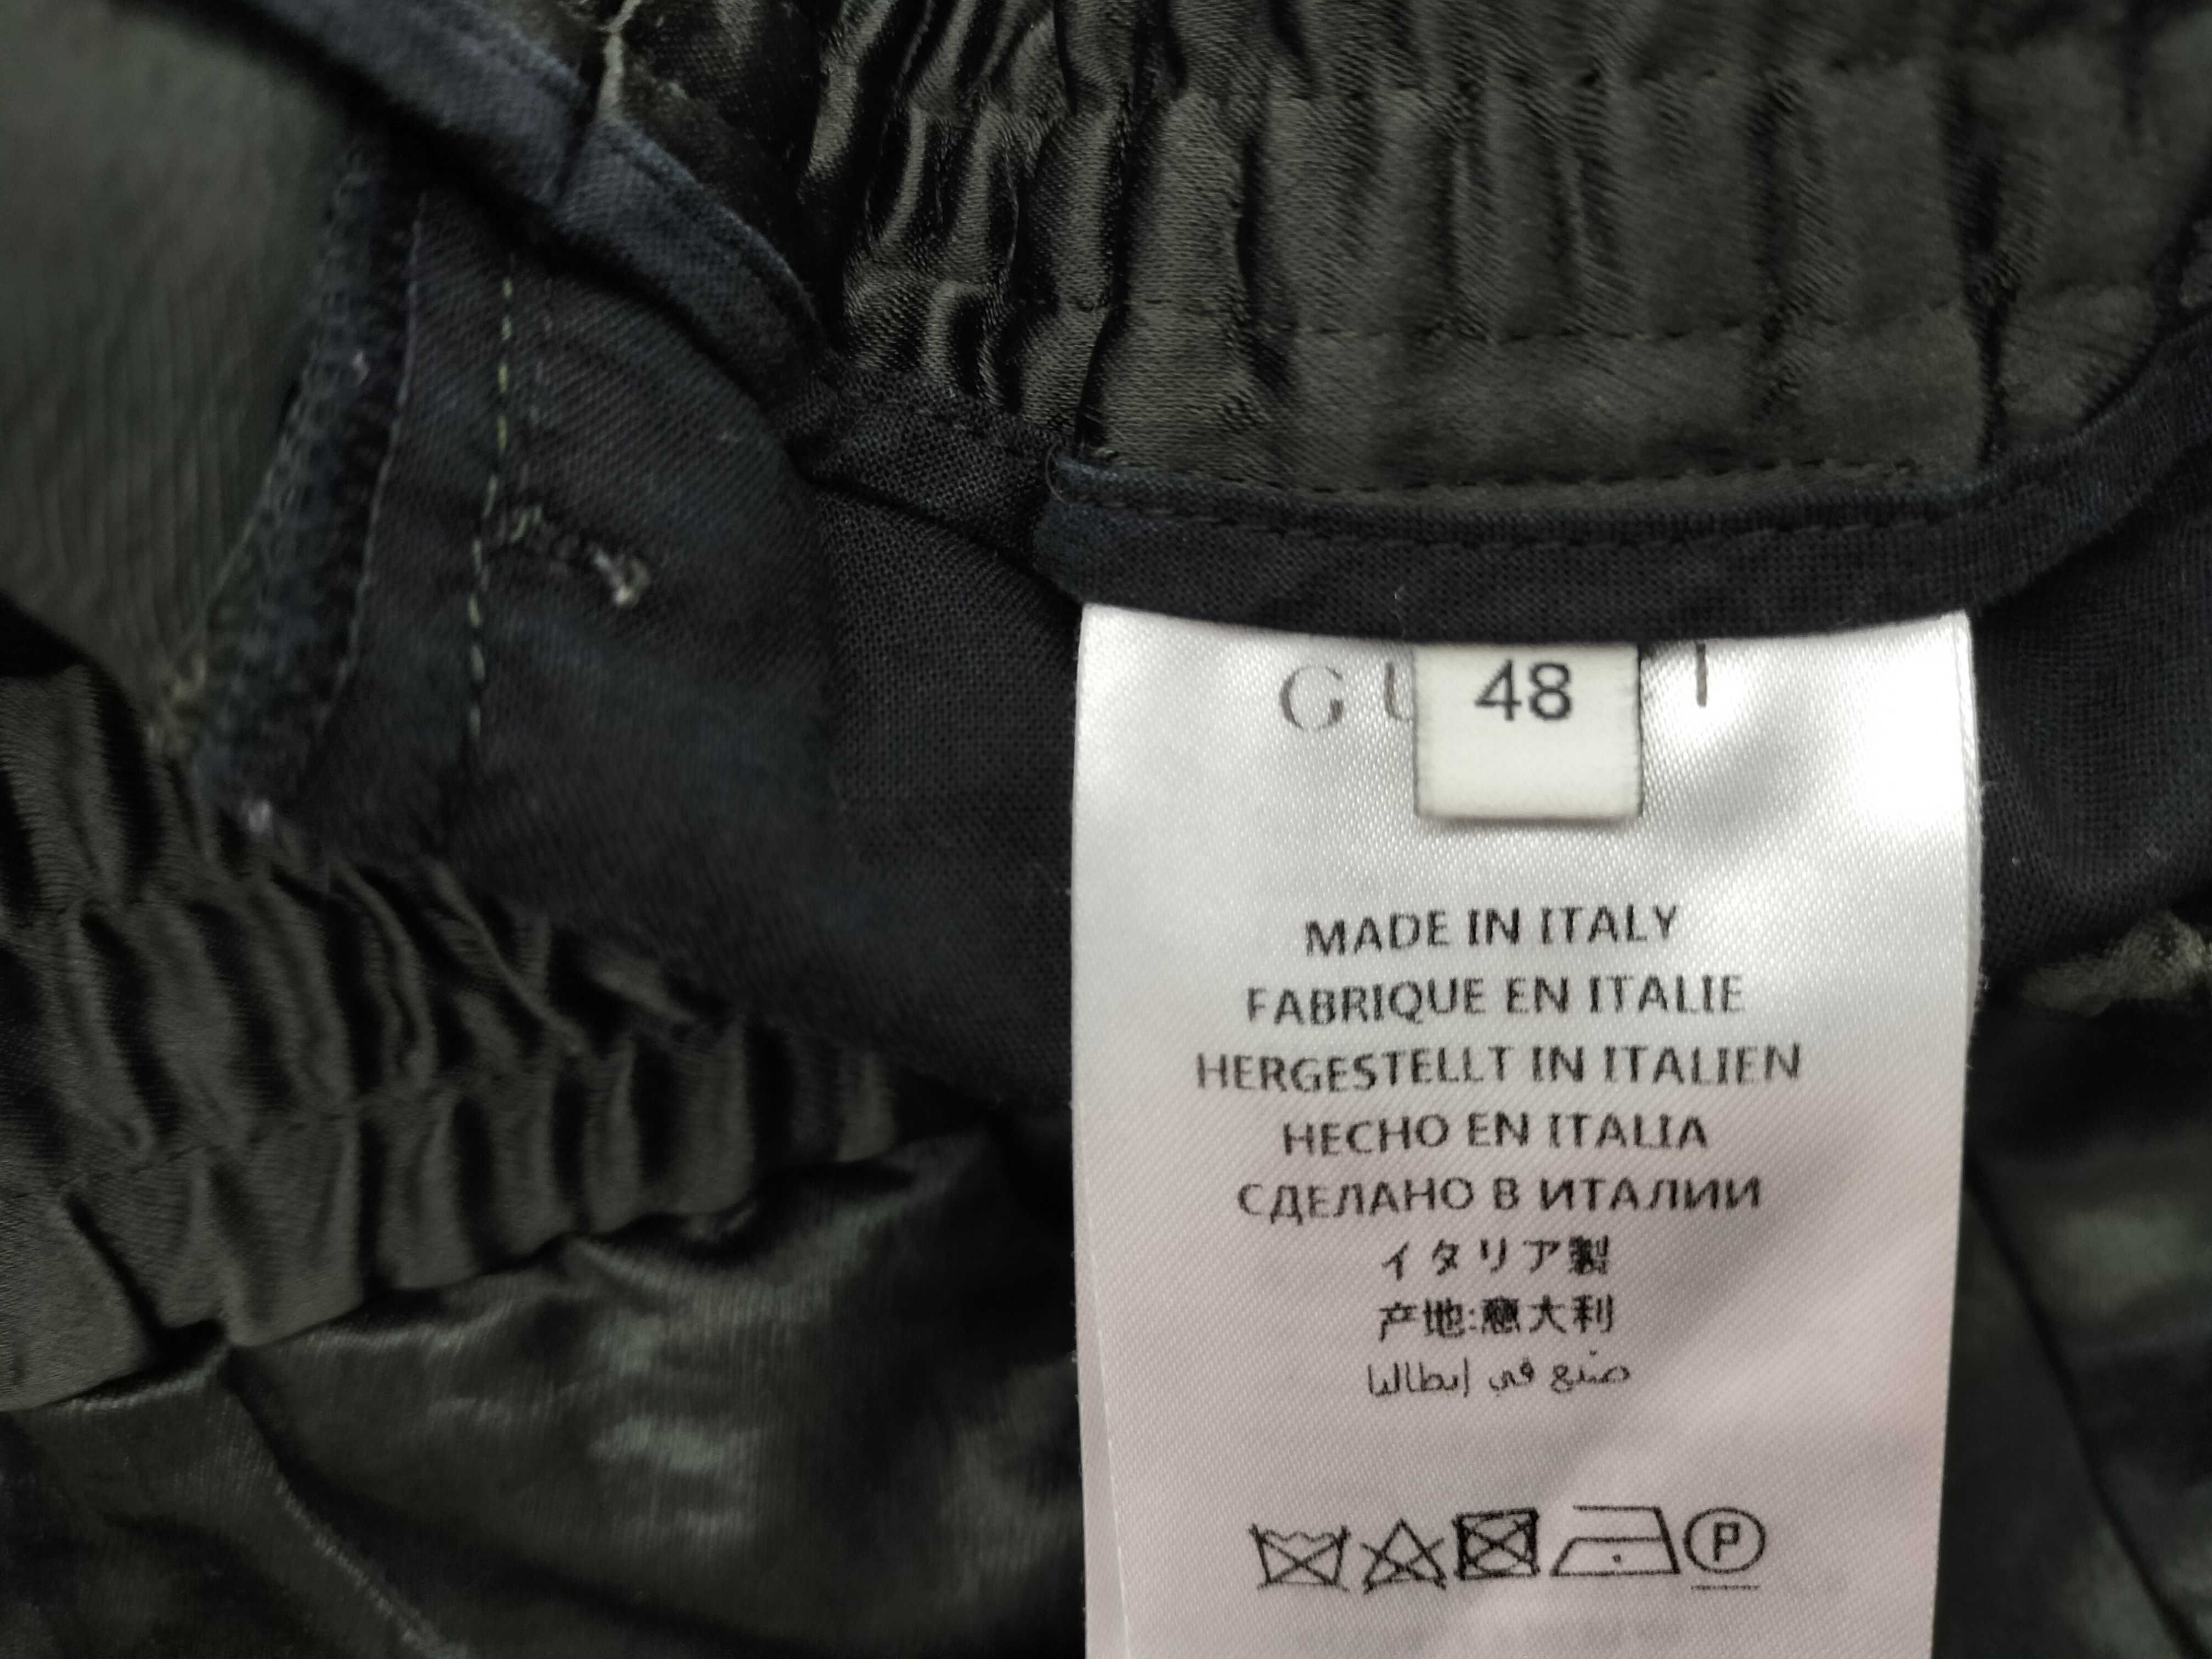 48
MADE IN ITALY
FABRIQUE EN ITALIE
HERGESTELLT IN ITALIEN
HECHO EN ITALIA
СДЕЛАНО В ИТАЛИИ
イタリア製
产地:意大利
صنع في إيطاليا
P